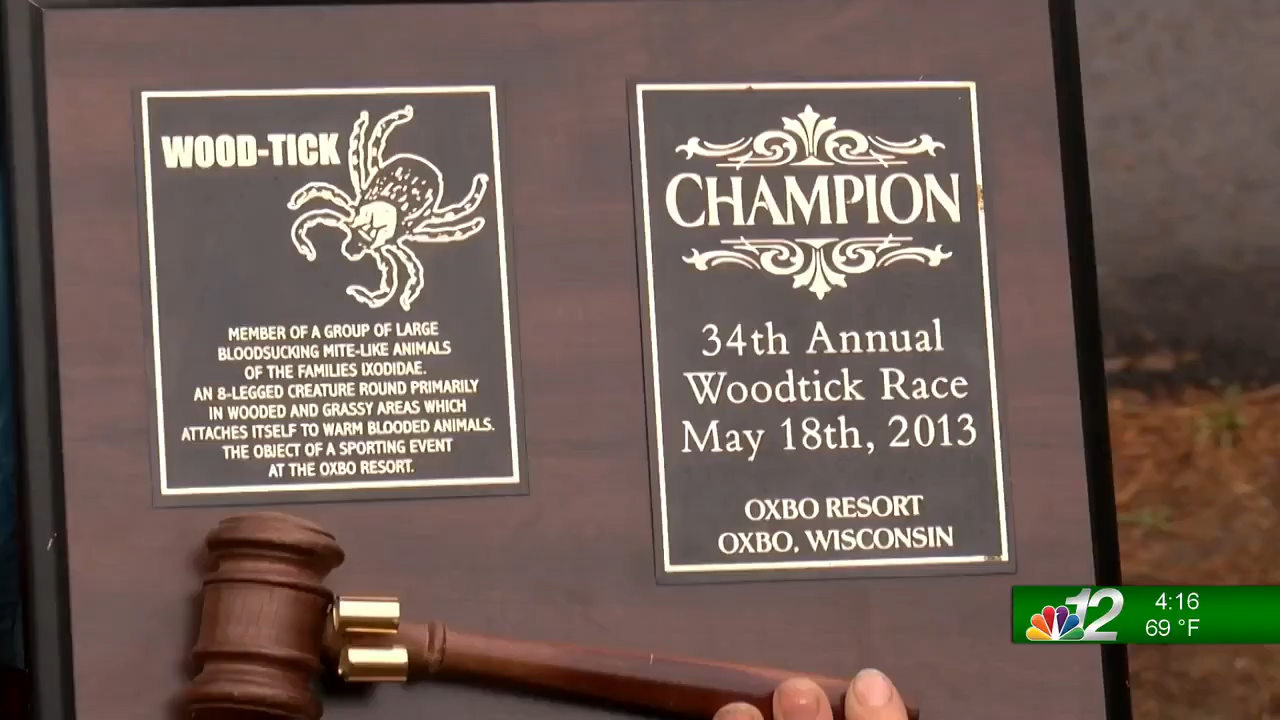 WOOD-TICK
MEMBER OF A GROUP OF LARGE
BLOODSUCKING MITE-LIKE ANIMALS
OF THE FAMILIES IXODIDAE.
AN 8-LEGGED CREATURE ROUND PRIMARILY
IN WOODED AND GRASSY AREAS WHICH
ATTACHES ITSELF TO WARM BLOODED ANIMALS.
THE OBJECT OF A SPORTING EVENT
AT THE OXBO RESORT.
CHAMPION
34th Annual
Woodtick Race
May 18th, 2013
OXBO RESORT
OXBO, WISCONSIN
12
4:16
69 °F